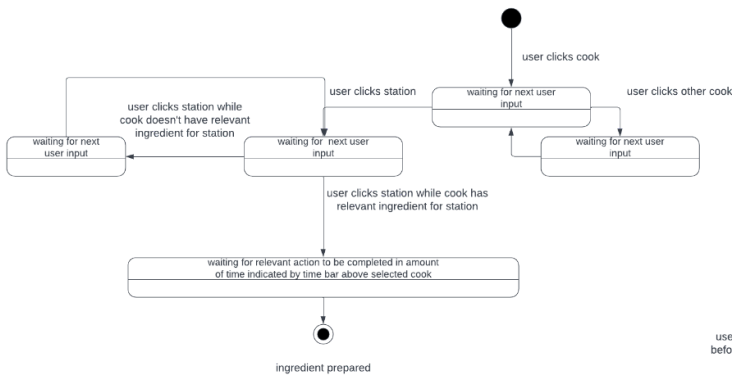 user clicks cook
waiting for next user
input
user clicks other cook
user clicks station
user clicks station while
cook doesn't have relevant
ingredient for station
waiting for next
user input
waiting for next user
input
waiting for next user
input
user clicks station while cook has
relevant ingredient for station
waiting for relevant action to be completed in amount
of time indicated by time bar above selected cook
ingredient prepared